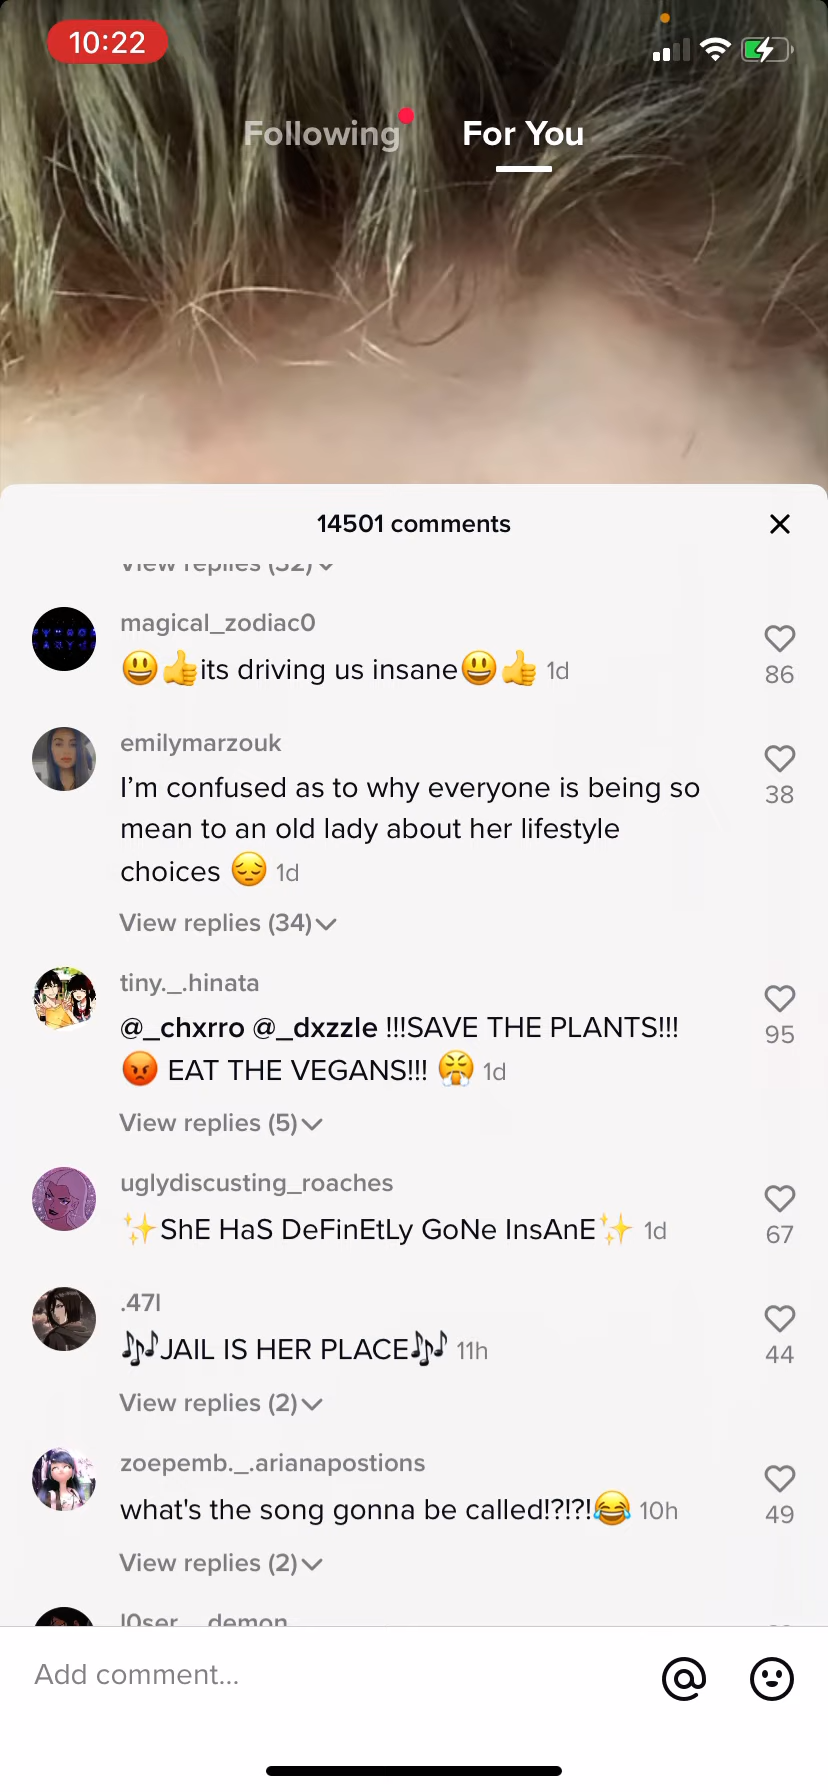 10:22
Following For You
14501 comments
View replies (32)
magical_zodiac0
😃👍its driving us insane😃👍 1d
86
emilymarzouk
I'm confused as to why everyone is being so
mean to an old lady about her lifestyle
choices 😔 1d
38
View replies (34)
tiny._.hinata
@_chxrro @_dxzzle !!!SAVE THE PLANTS!!!
😡 EAT THE VEGANS!!! 😤 1d
95
View replies (5)
uglydiscusting_roaches
✨ShE HaS DeFinEtLy GoNe InsAnE✨ 1d
67
.47l
🎶JAIL IS HER PLACE🎶 11h
44
View replies (2)
zoepemb._.arianapostions
what's the song gonna be called!?!?!😂 10h
49
View replies (2)
Add comment...